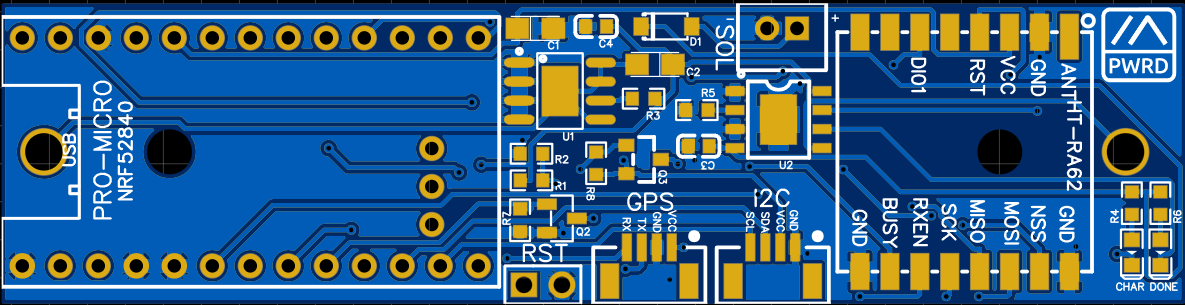 USB
PRO-MICRO
NRF52840
C1
C4
D1
SOL
-
+
C2
R3
R5
U1
U2
R2
R1
R8
Q3
C3
R7
Q2
RST
GPS
RX
TX
GND
VCC
I2C
SCL
SDA
VCC
GND
DIO1
RST
VCC
GND
ANT
HT-RA62
GND
BUSY
RXEN
SCK
MISO
MOSI
NSS
GND
PWRD
R4
R6
CHAR
DONE